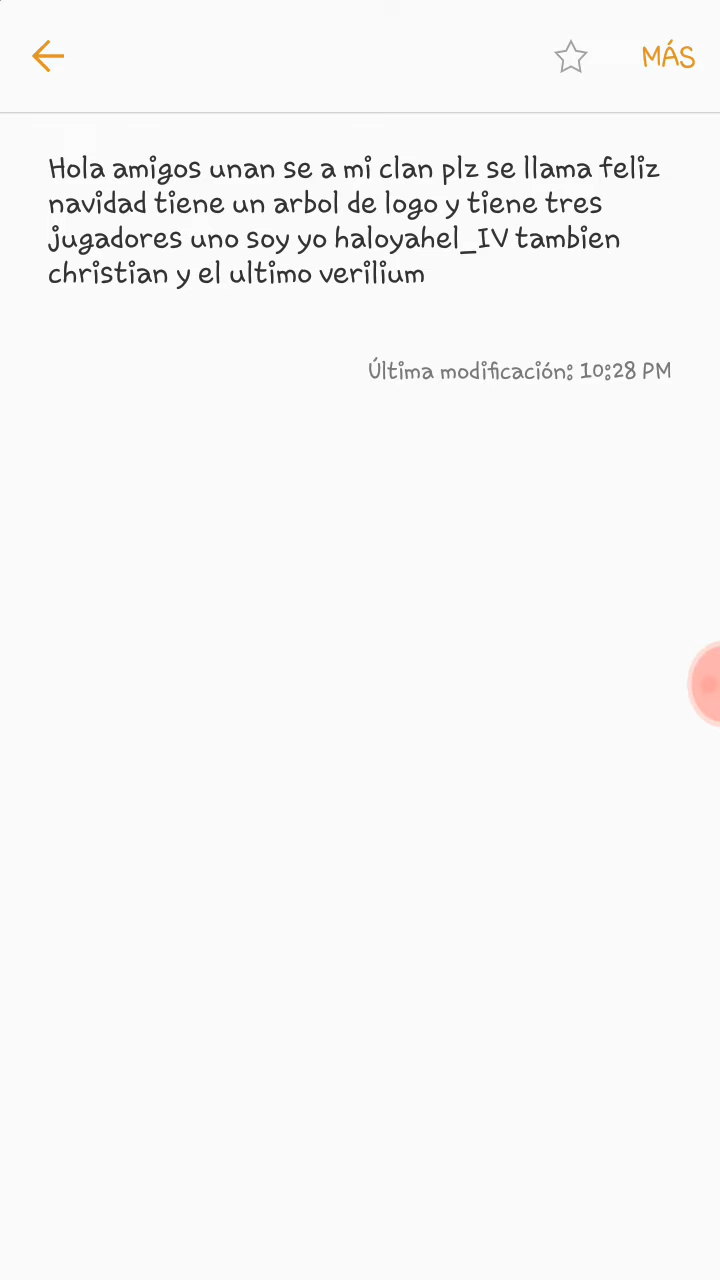 MÁS
Hola amigos unan se a mi clan plz se llama feliz
navidad tiene un arbol de logo y tiene tres
jugadores uno soy yo haloyahel_IV tambien
christian y el ultimo verilium
Última modificación: 10:28 PM